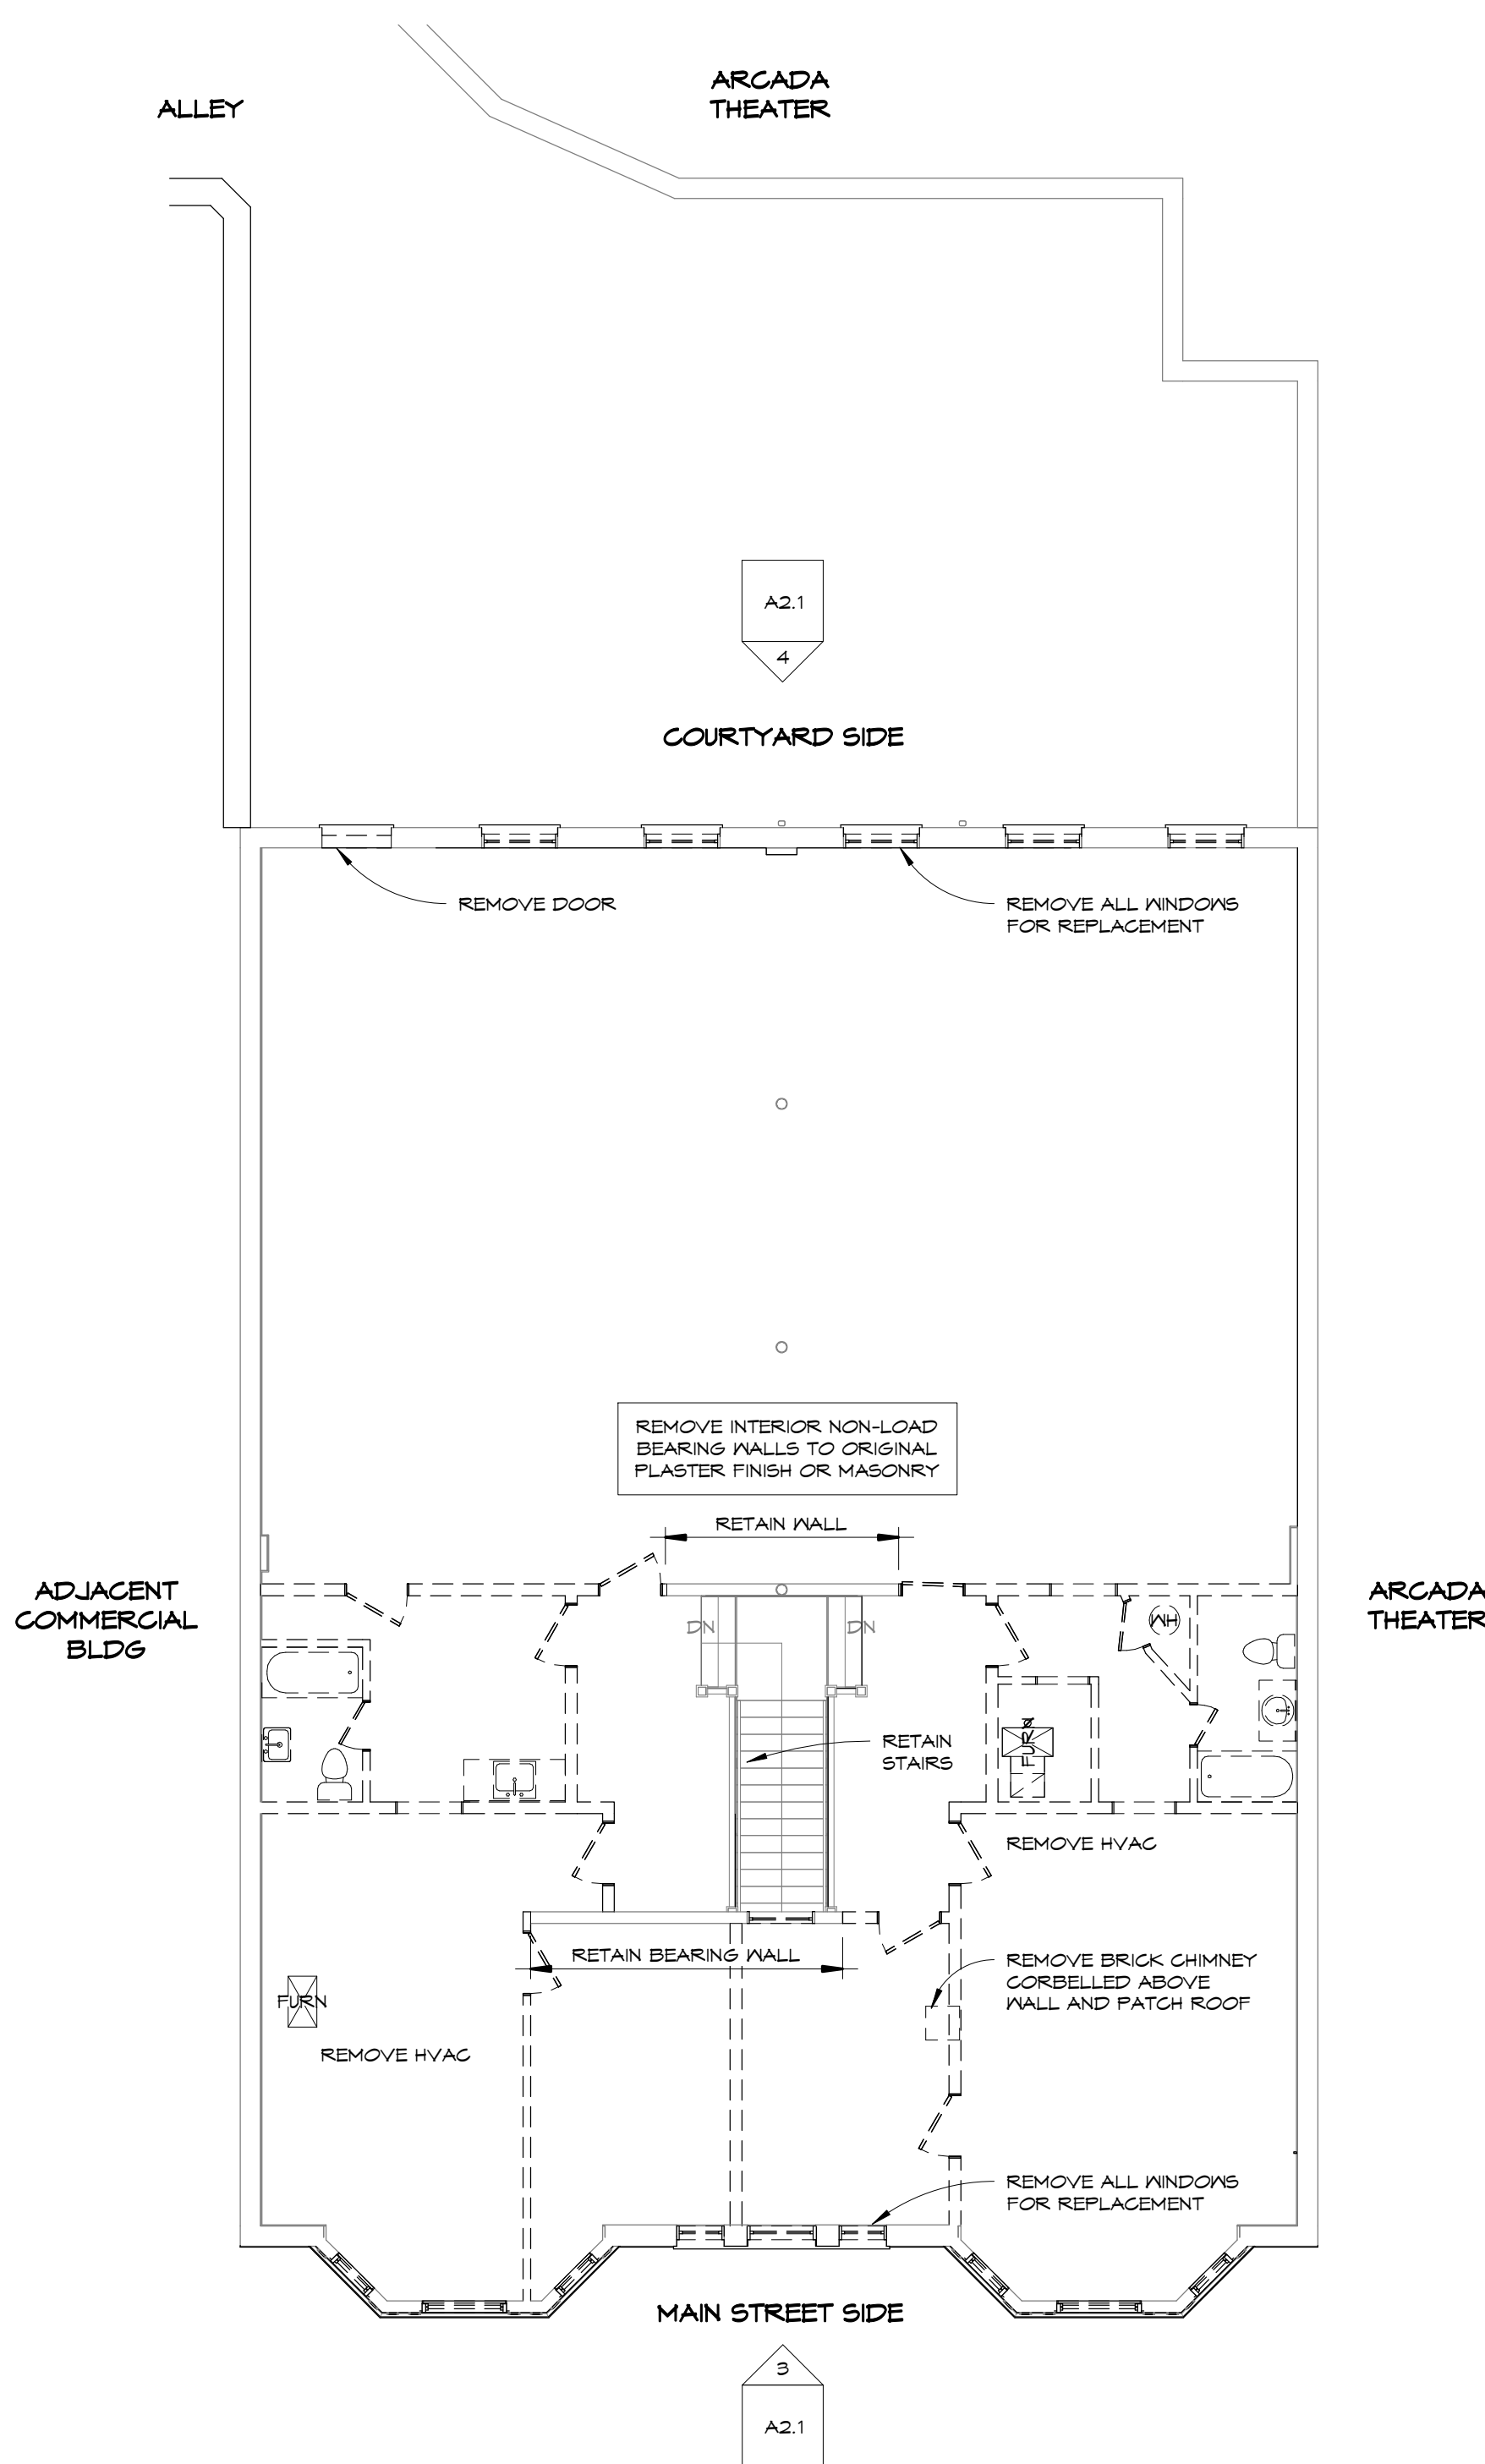 ARCADA
THEATER
ALLEY
A2.1
4
COURTYARD SIDE
REMOVE DOOR
REMOVE ALL WINDOWS
FOR REPLACEMENT
REMOVE INTERIOR NON-LOAD
BEARING WALLS TO ORIGINAL
PLASTER FINISH OR MASONRY
RETAIN WALL
ADJACENT
COMMERCIAL
BLDG
ARCADA
THEATER
DN
DN
WH
RETAIN
STAIRS
FURN
REMOVE HVAC
RETAIN BEARING WALL
REMOVE BRICK CHIMNEY
CORBELLED ABOVE
WALL AND PATCH ROOF
FURN
REMOVE HVAC
REMOVE ALL WINDOWS
FOR REPLACEMENT
MAIN STREET SIDE
3
A2.1